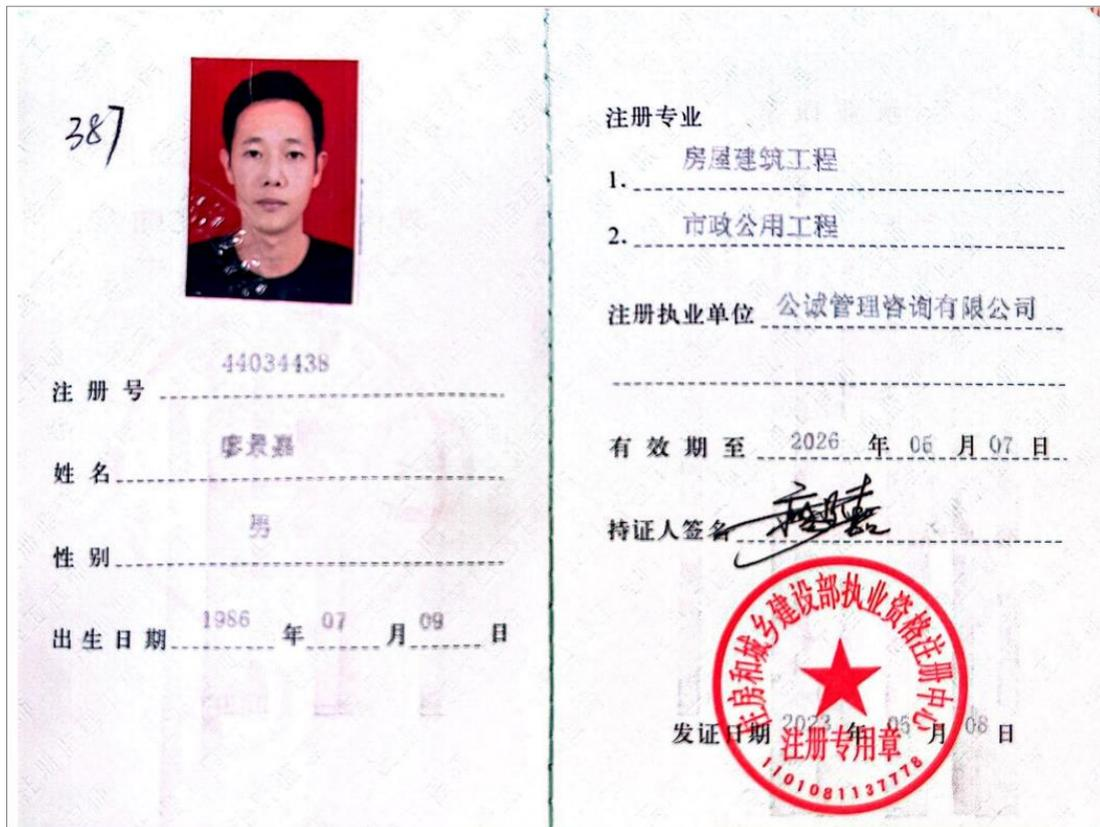 387
注册号 44034438
姓名 廖景嘉
性别 男
出生日期 1986 年 07 月 09 日
注册专业
1. 房屋建筑工程
2. 市政公用工程
注册执业单位 公诚管理咨询有限公司
有效期至 2026 年 05 月 07 日
持证人签名
住房和城乡建设部执业资格注册中心
发证日期 2023 年 05 月 08 日
注册专用章
1101081137778